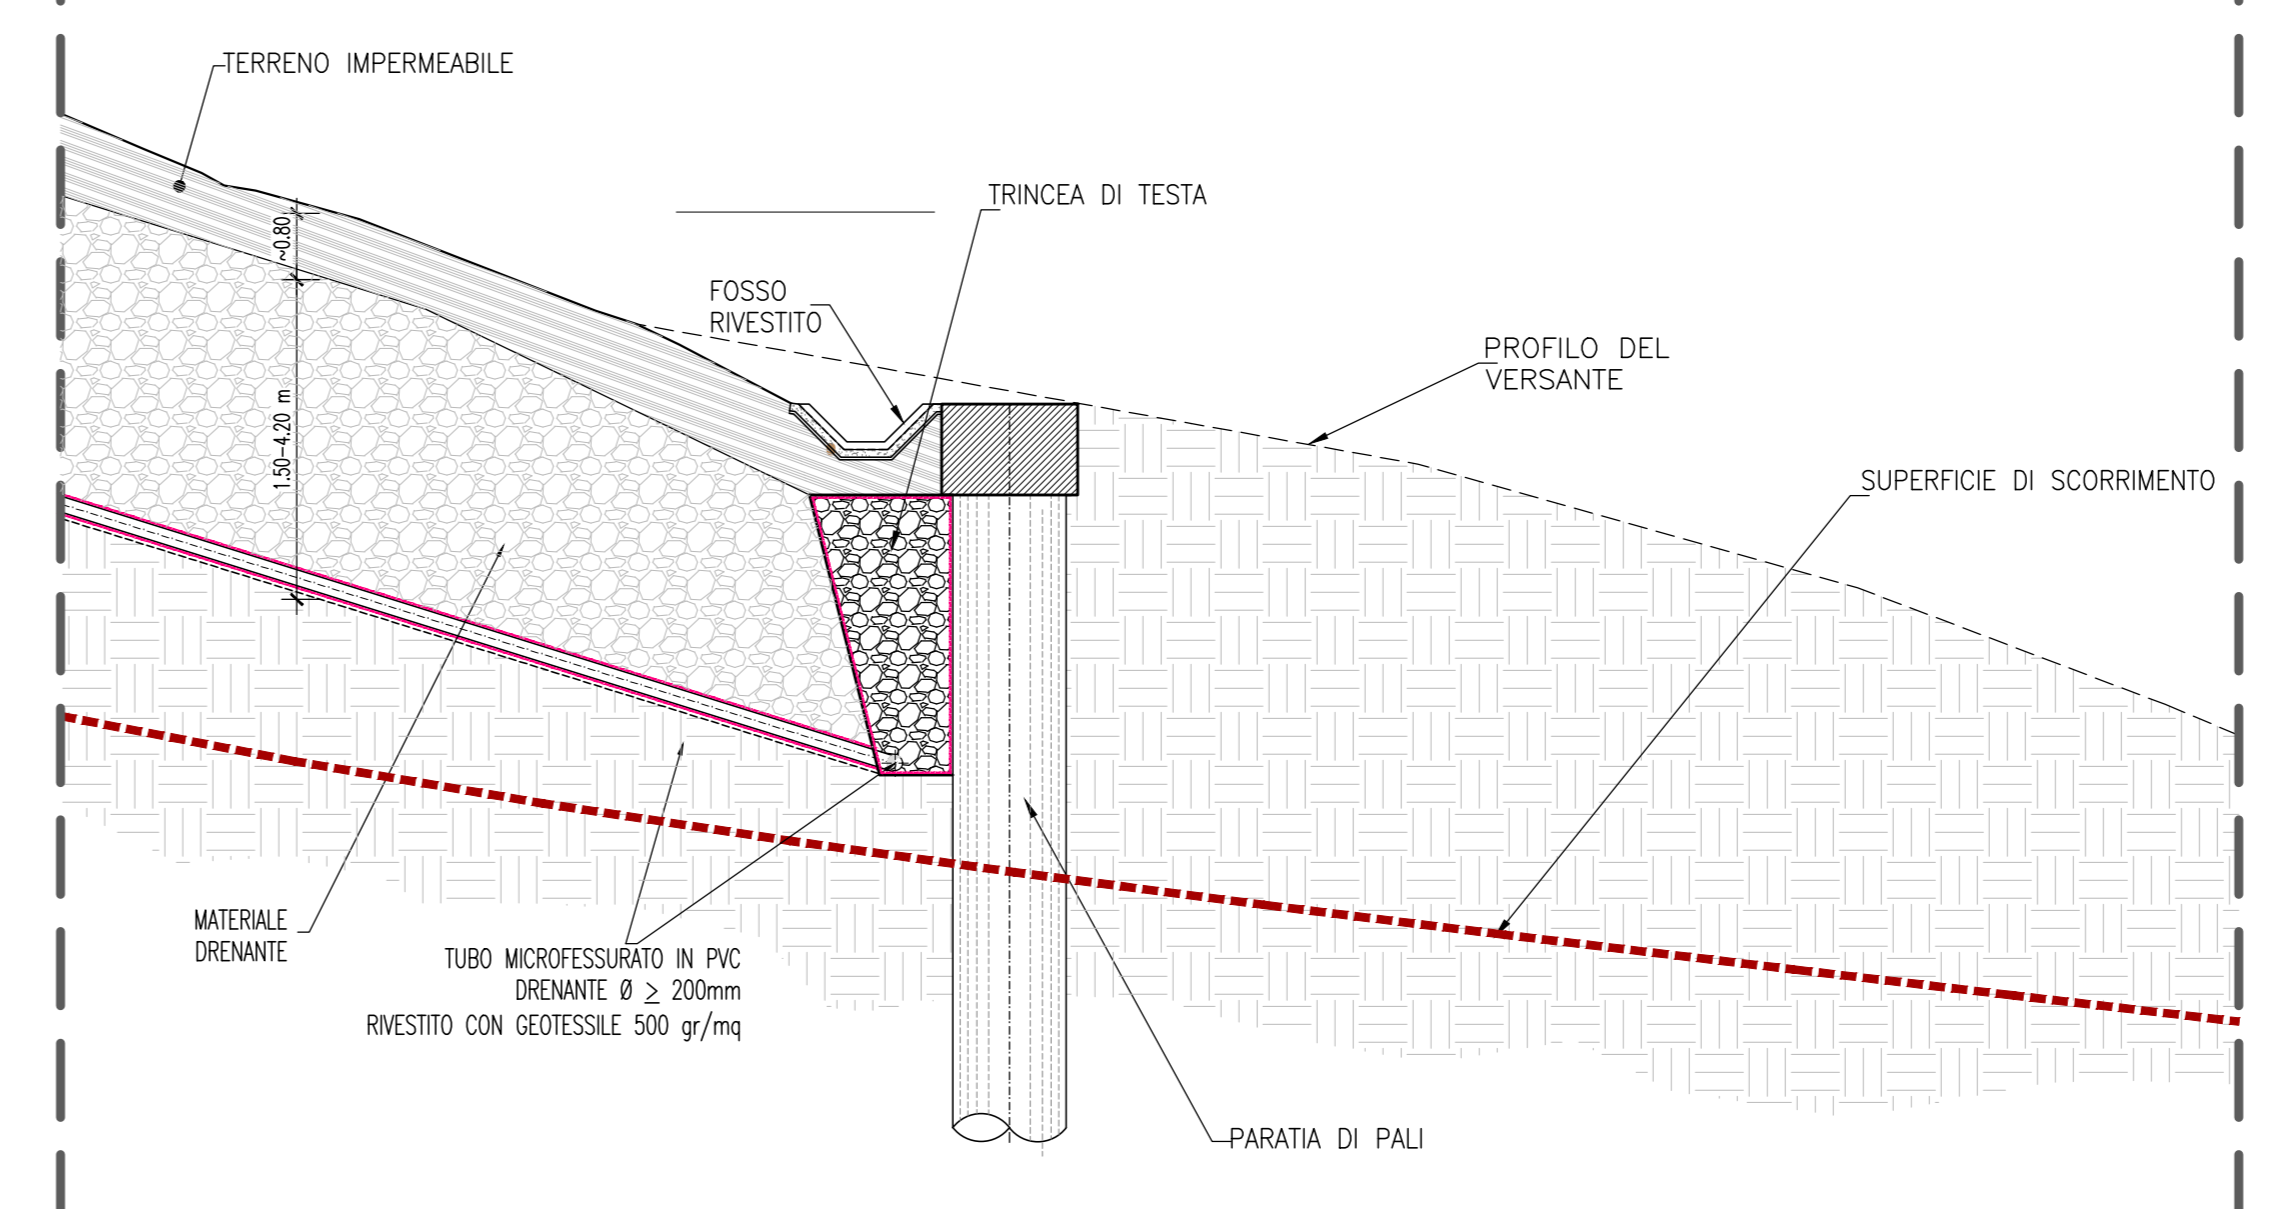 TERRENO IMPERMEABILE
TRINCEA DI TESTA
~0.80
FOSSO
RIVESTITO
PROFILO DEL
VERSANTE
1.50-4.20 m
SUPERFICIE DI SCORRIMENTO
MATERIALE
DRENANTE
TUBO MICROFESSURATO IN PVC
DRENANTE Ø ≥ 200mm
RIVESTITO CON GEOTESSILE 500 gr/mq
PARATIA DI PALI